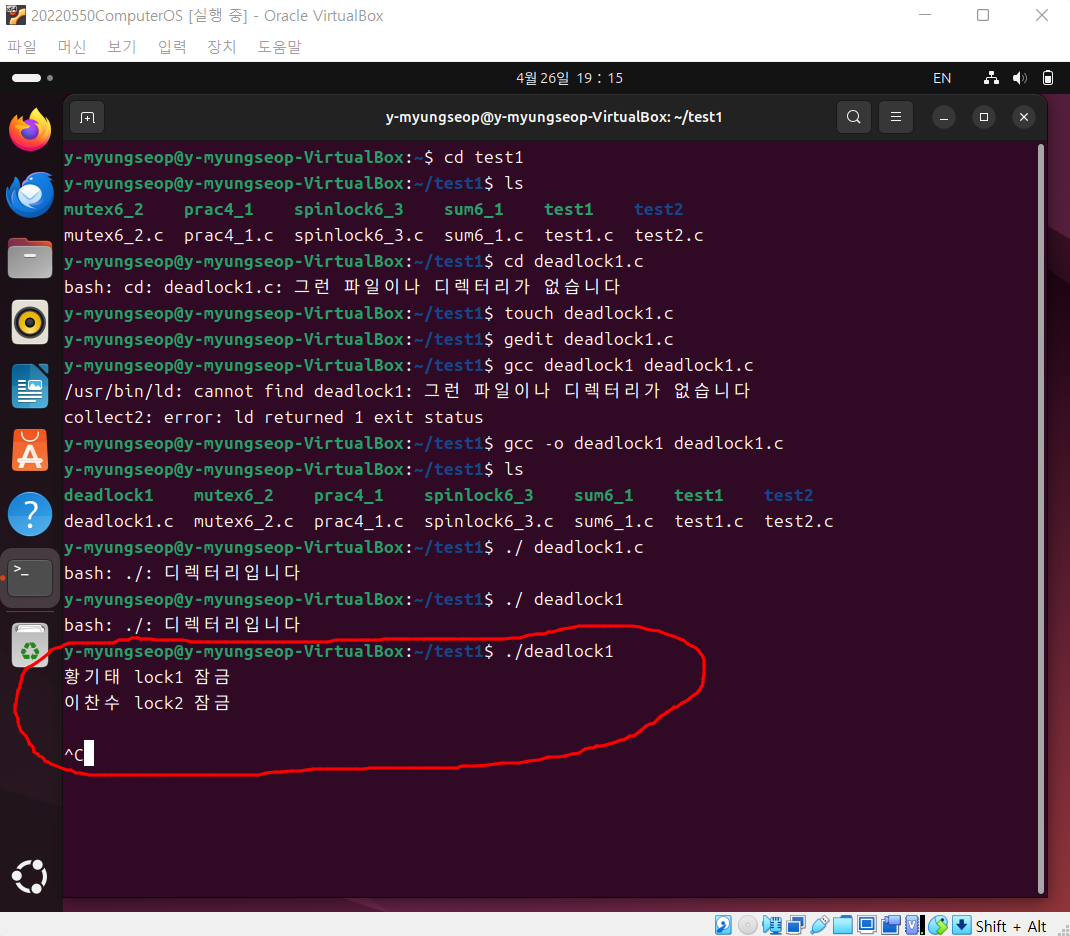 20220550ComputerOS [실행 중] - Oracle VirtualBox
파일 머신 보기 입력 장치 도움말
4월 26일 19 : 15
EN
y-myungseop@y-myungseop-VirtualBox: ~/test1
y-myungseop@y-myungseop-VirtualBox:~$ cd test1
y-myungseop@y-myungseop-VirtualBox:~/test1$ ls
mutex6_2 prac4_1 spinlock6_3 sum6_1 test1 test2
mutex6_2.c prac4_1.c spinlock6_3.c sum6_1.c test1.c test2.c
y-myungseop@y-myungseop-VirtualBox:~/test1$ cd deadlock1.c
bash: cd: deadlock1.c: 그런 파일이나 디렉터리가 없습니다
y-myungseop@y-myungseop-VirtualBox:~/test1$ touch deadlock1.c
y-myungseop@y-myungseop-VirtualBox:~/test1$ gedit deadlock1.c
y-myungseop@y-myungseop-VirtualBox:~/test1$ gcc deadlock1 deadlock1.c
/usr/bin/ld: cannot find deadlock1: 그런 파일이나 디렉터리가 없습니다
collect2: error: ld returned 1 exit status
y-myungseop@y-myungseop-VirtualBox:~/test1$ gcc -o deadlock1 deadlock1.c
y-myungseop@y-myungseop-VirtualBox:~/test1$ ls
deadlock1 mutex6_2 prac4_1 spinlock6_3 sum6_1 test1 test2
deadlock1.c mutex6_2.c prac4_1.c spinlock6_3.c sum6_1.c test1.c test2.c
y-myungseop@y-myungseop-VirtualBox:~/test1$ ./ deadlock1.c
bash: ./: 디렉터리입니다
y-myungseop@y-myungseop-VirtualBox:~/test1$ ./ deadlock1
bash: ./: 디렉터리입니다
y-myungseop@y-myungseop-VirtualBox:~/test1$ ./deadlock1
황기태 lock1 잠금
이찬수 lock2 잠금
^C
Shift + Alt